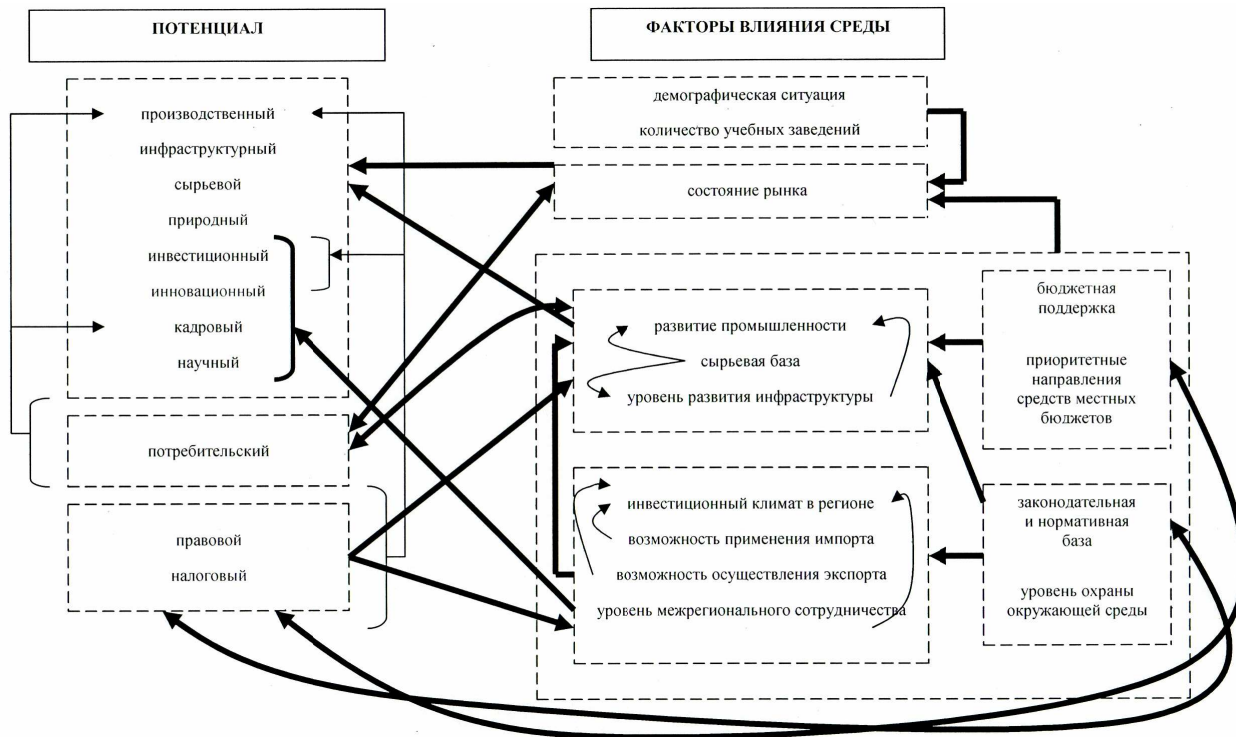 ПОТЕНЦИАЛ
производственный
инфраструктурный
сырьевой
природный
инвестиционный
инновационный
кадровый
научный
потребительский
правовой
налоговый
ФАКТОРЫ ВЛИЯНИЯ СРЕДЫ
демографическая ситуация
количество учебных заведений
состояние рынка
развитие промышленности
сырьевая база
уровень развития инфраструктуры
инвестиционный климат в регионе
возможность применения импорта
возможность осуществления экспорта
уровень межрегионального сотрудничества
бюджетная
поддержка
приоритетные
направления
средств местных
бюджетов
законодательная
и нормативная
база
уровень охраны
окружающей среды